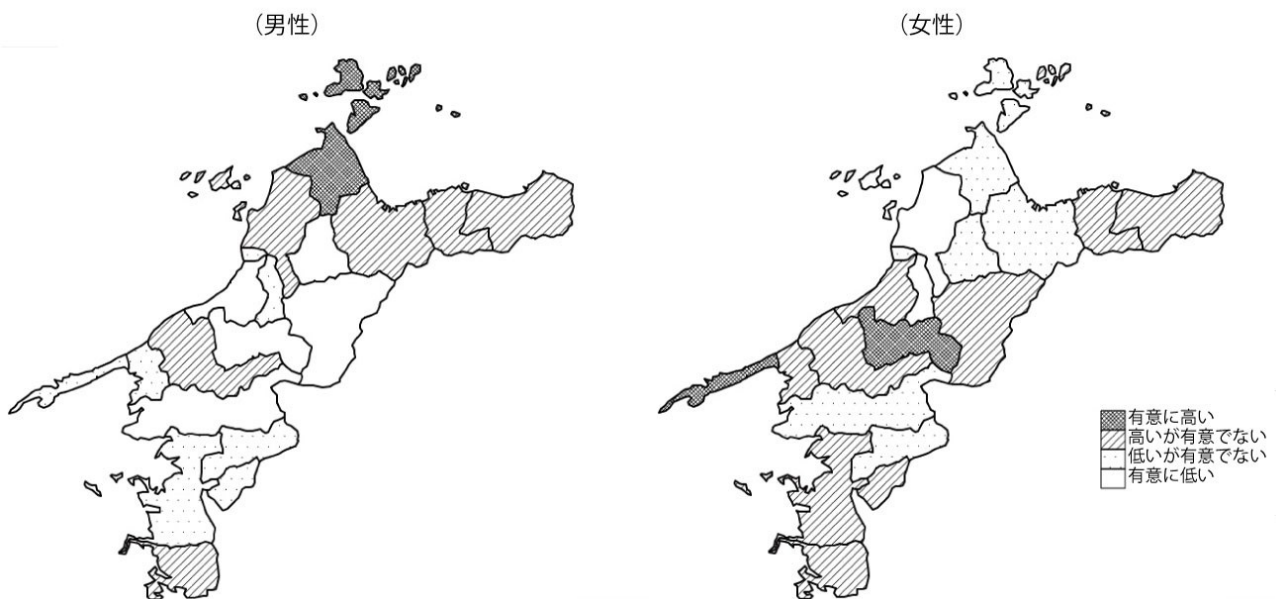 (男性)
(女性)
有意に高い
高いが有意でない
低いが有意でない
有意に低い